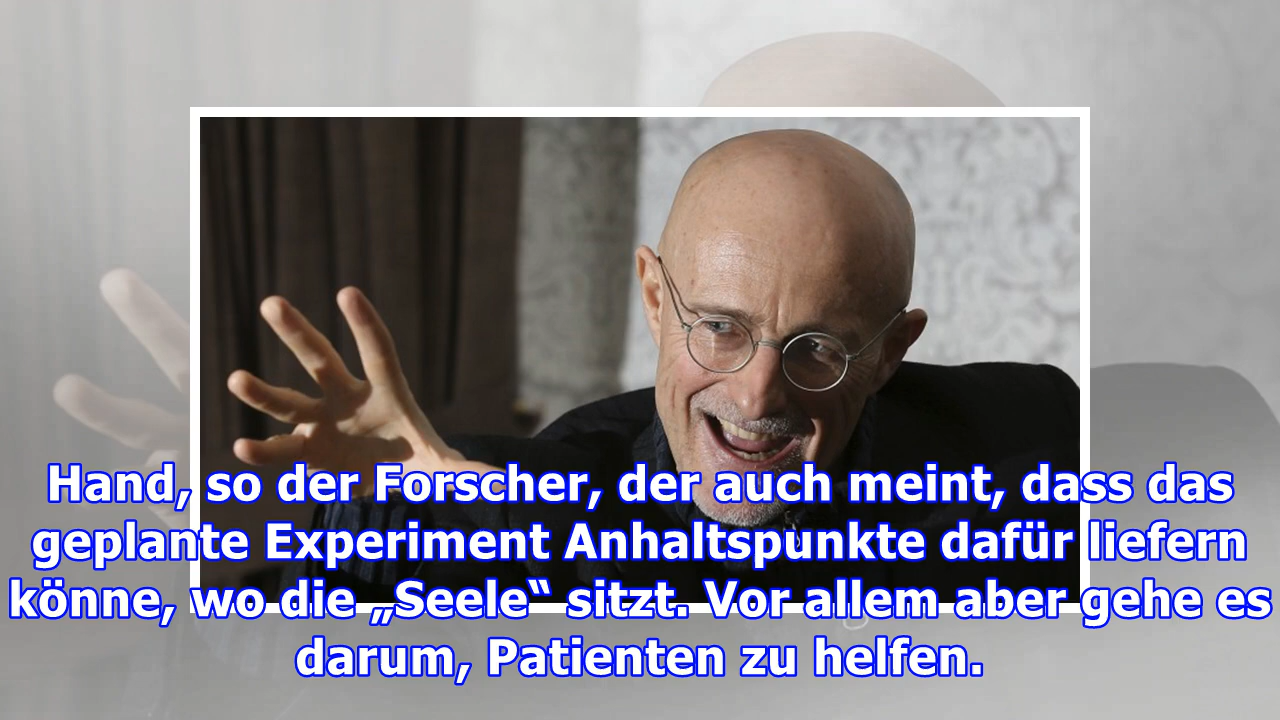 Hand, so der Forscher, der auch meint, dass das
geplante Experiment Anhaltspunkte dafür liefern
könne, wo die „Seele“ sitzt. Vor allem aber gehe es
darum, Patienten zu helfen.